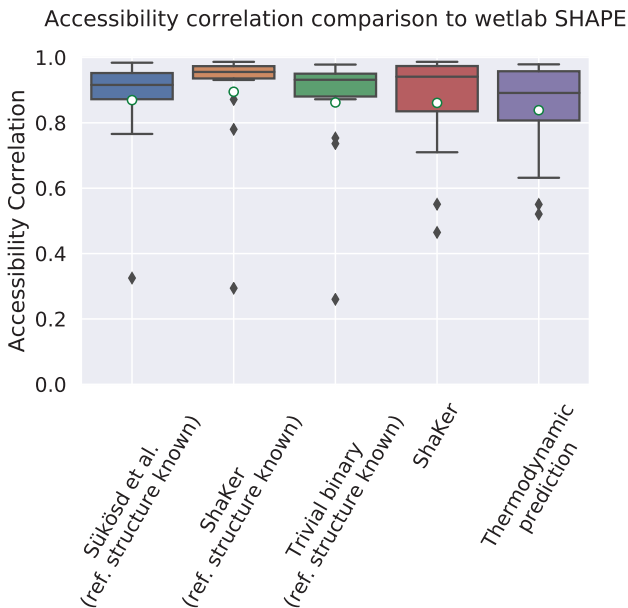 Accessibility correlation comparison to wetlab SHAPE
Accessibility Correlation
1.0
0.8
0.6
0.4
0.2
0.0
Sükösd et al.
(ref. structure known)
ShaKer
(ref. structure known)
Trivial binary
(ref. structure known)
ShaKer
Thermodynamic
prediction